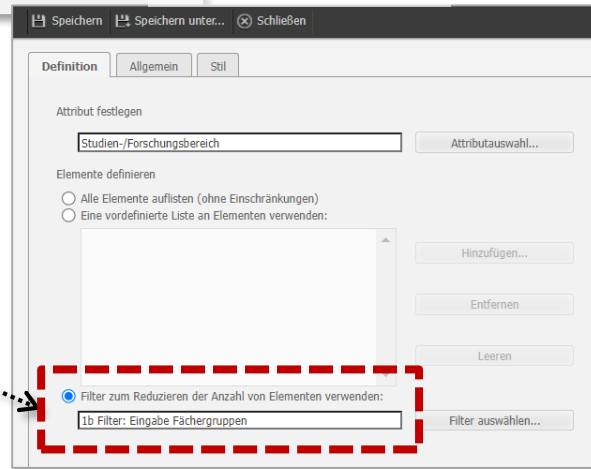 Speichern Speichern unter... Schließen
Definition Allgemein Stil
Attribut festlegen
Studien-/Forschungsbereich Attributauswahl...
Elemente definieren
Alle Elemente auflisten (ohne Einschränkungen)
Eine vordefinierte Liste an Elementen verwenden:
Hinzufügen...
Entfernen
Leeren
Filter zum Reduzieren der Anzahl von Elementen verwenden:
1b Filter: Eingabe Fächergruppen Filter auswählen...